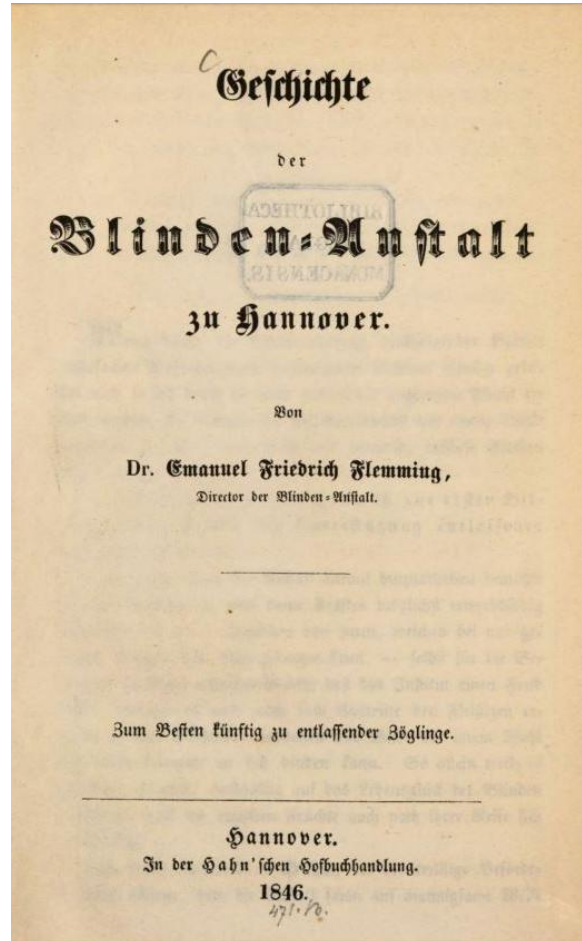 Geschichte
der
Blinden-Anstalt
zu Hannover.
Von
Dr. Emanuel Friedrich Flemming,
Director der Blinden-Anstalt.
Zum Besten künftig zu entlassender Zöglinge.
Hannover.
In der Hahn'schen Hofbuchhandlung.
1846.